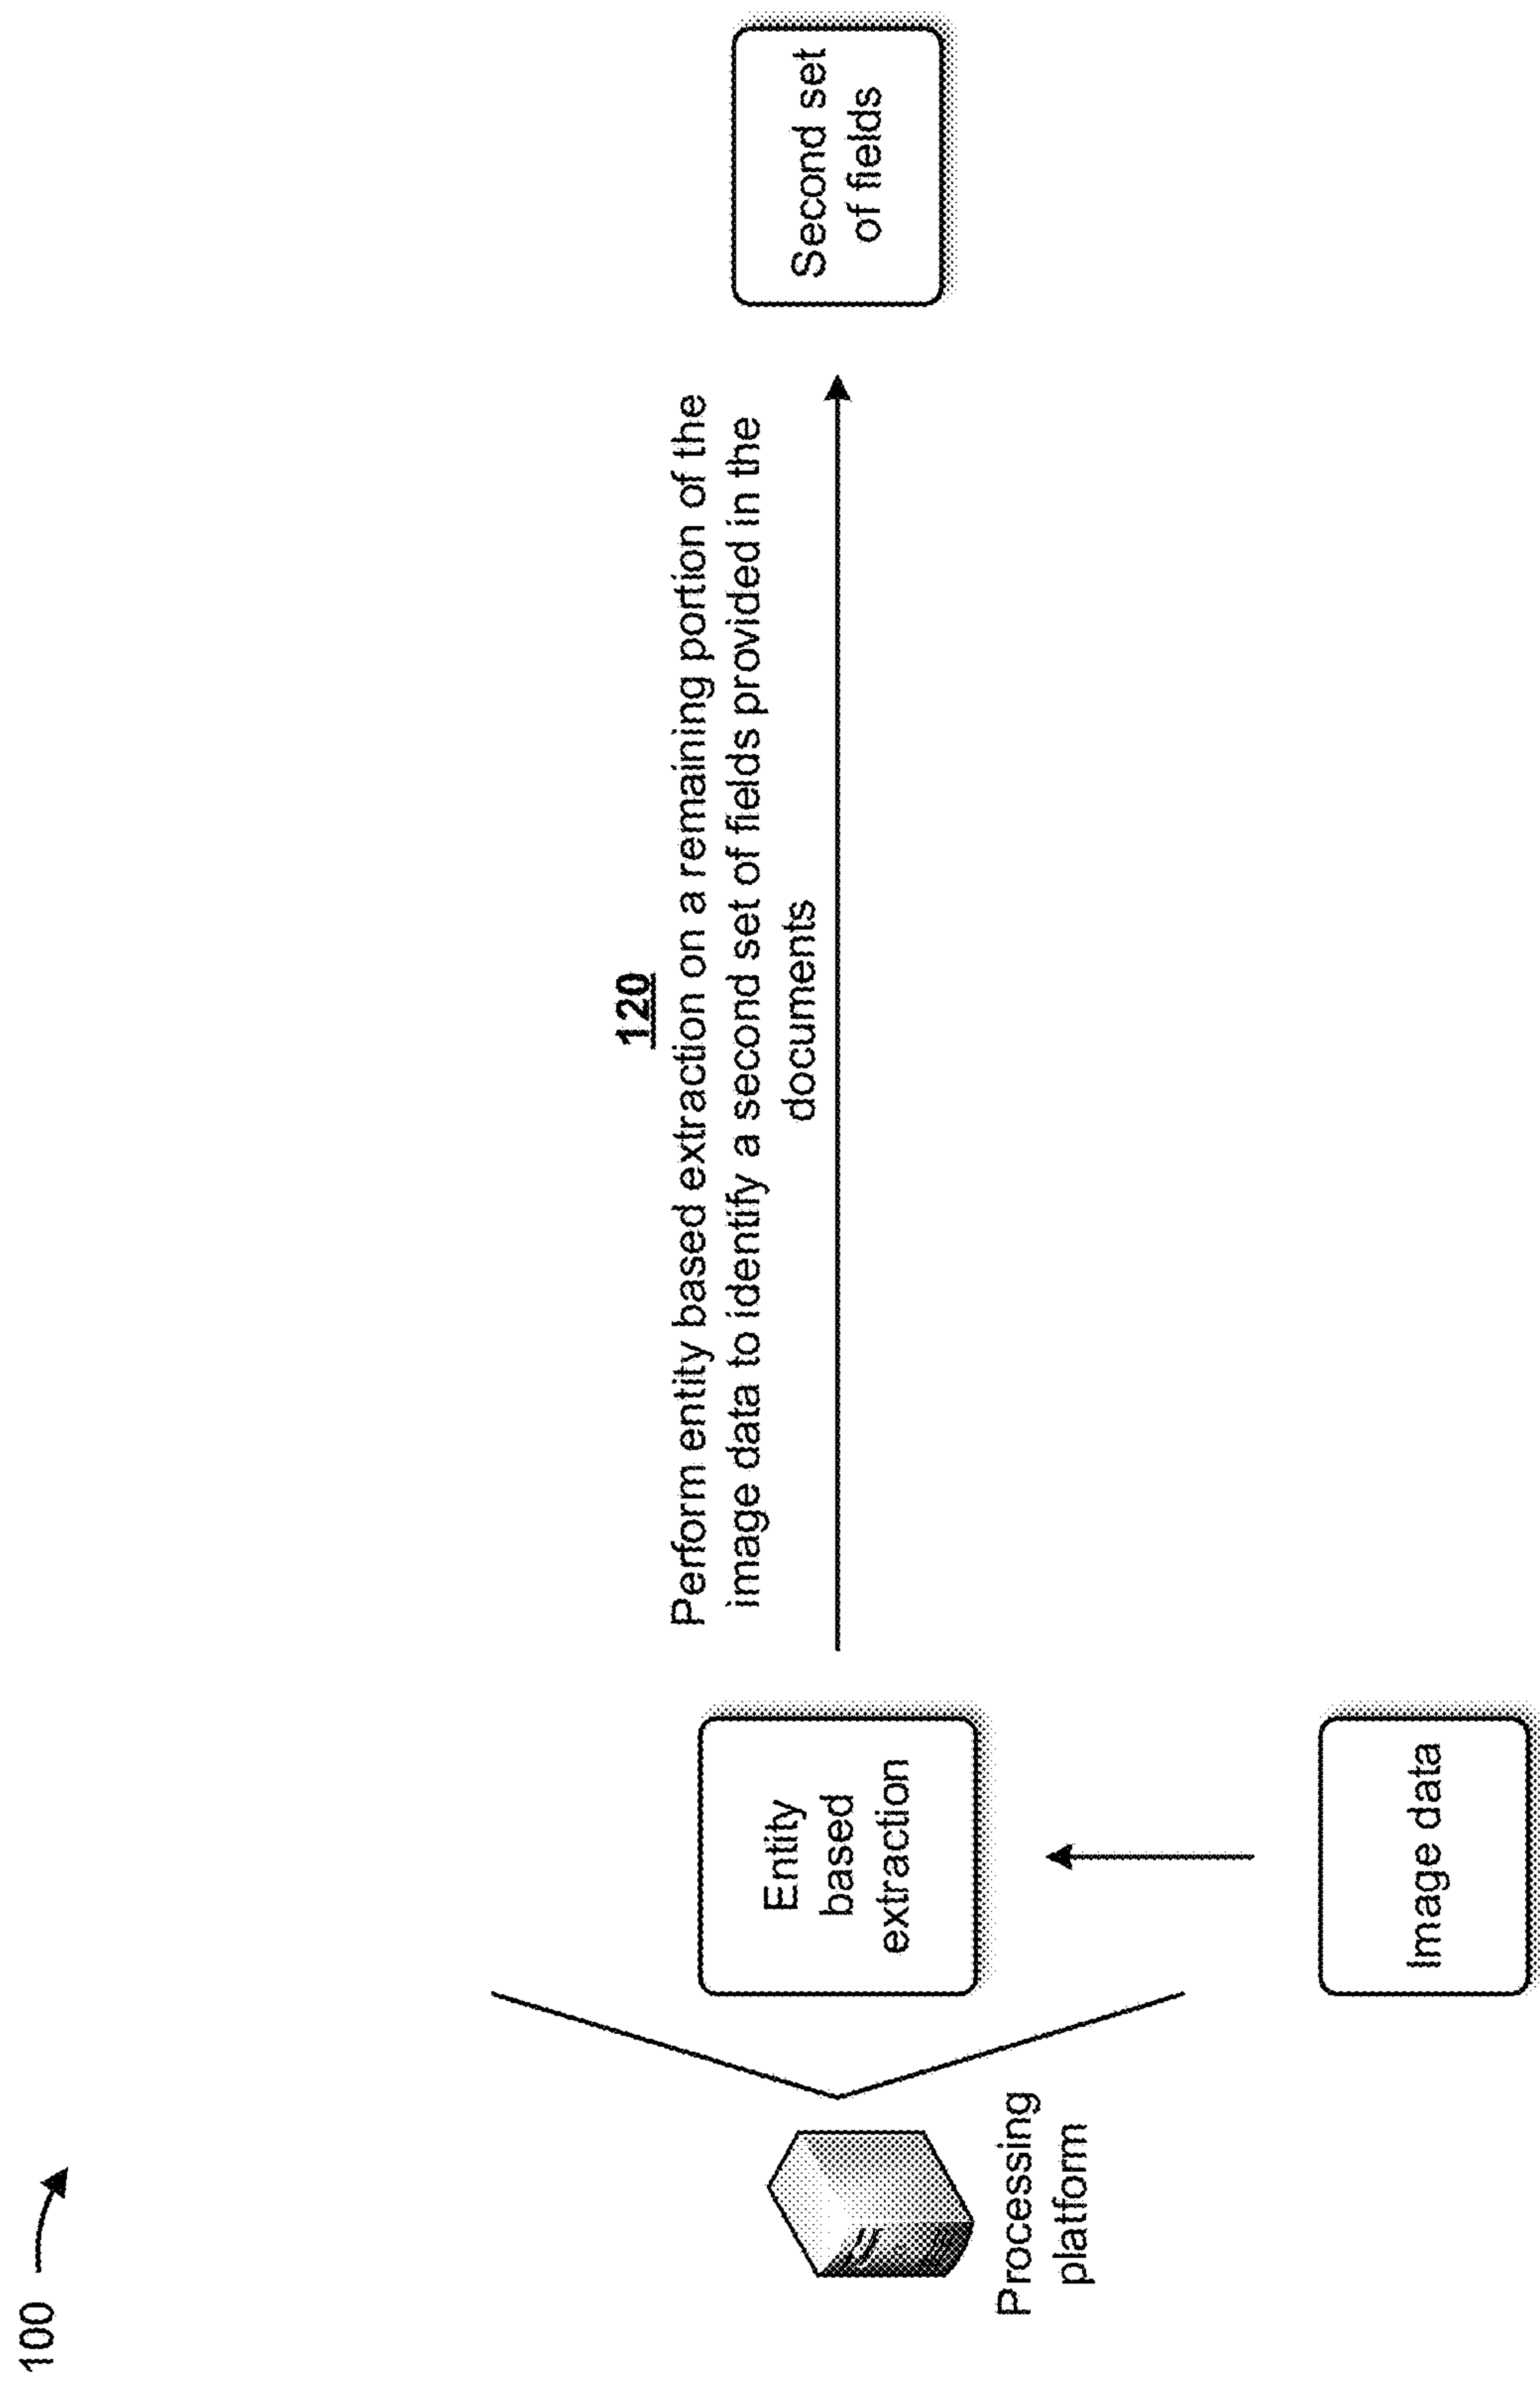 100
120
Perform entity based extraction on a remaining portion of the
image data to identify a second set of fields provided in the
documents
Processing
platform
Entity
based
extraction
Second set
of fields
Image data